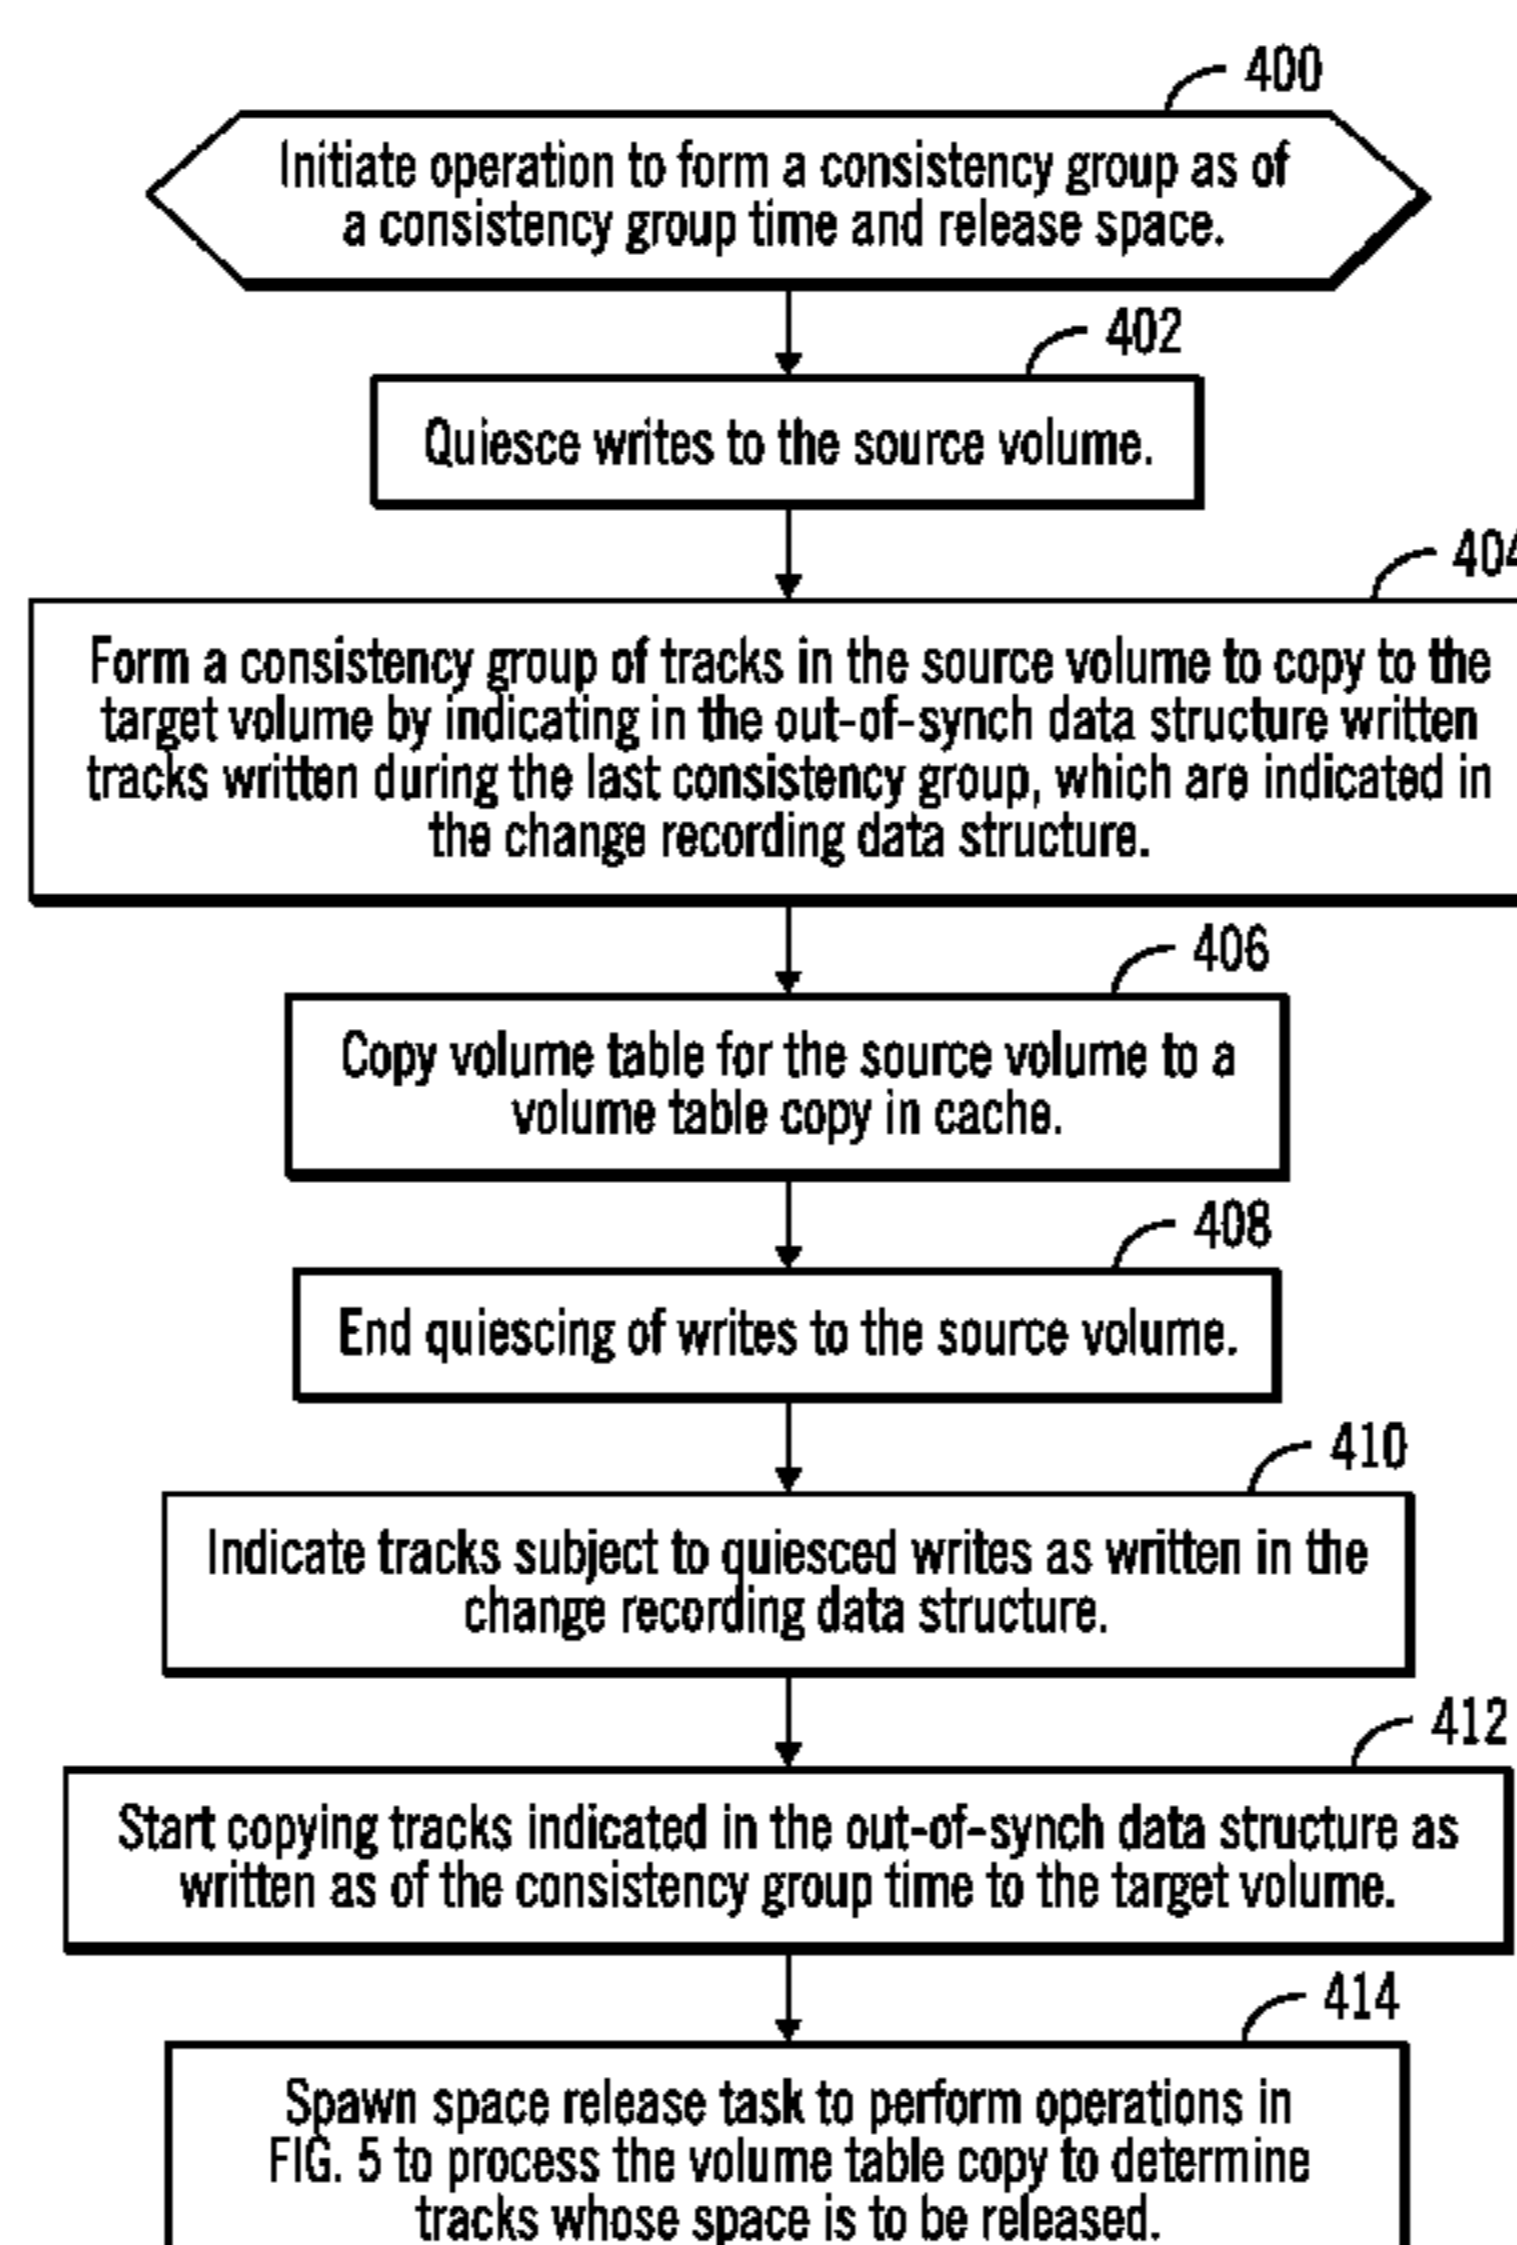 400
Initiate operation to form a consistency group as of
a consistency group time and release space.
402
Quiesce writes to the source volume.
404
Form a consistency group of tracks in the source volume to copy to the
target volume by indicating in the out-of-synch data structure written
tracks written during the last consistency group, which are indicated in
the change recording data structure.
406
Copy volume table for the source volume to a
volume table copy in cache.
408
End quiescing of writes to the source volume.
410
Indicate tracks subject to quiesced writes as written in the
change recording data structure.
412
Start copying tracks indicated in the out-of-synch data structure as
written as of the consistency group time to the target volume.
414
Spawn space release task to perform operations in
FIG. 5 to process the volume table copy to determine
tracks whose space is to be released.